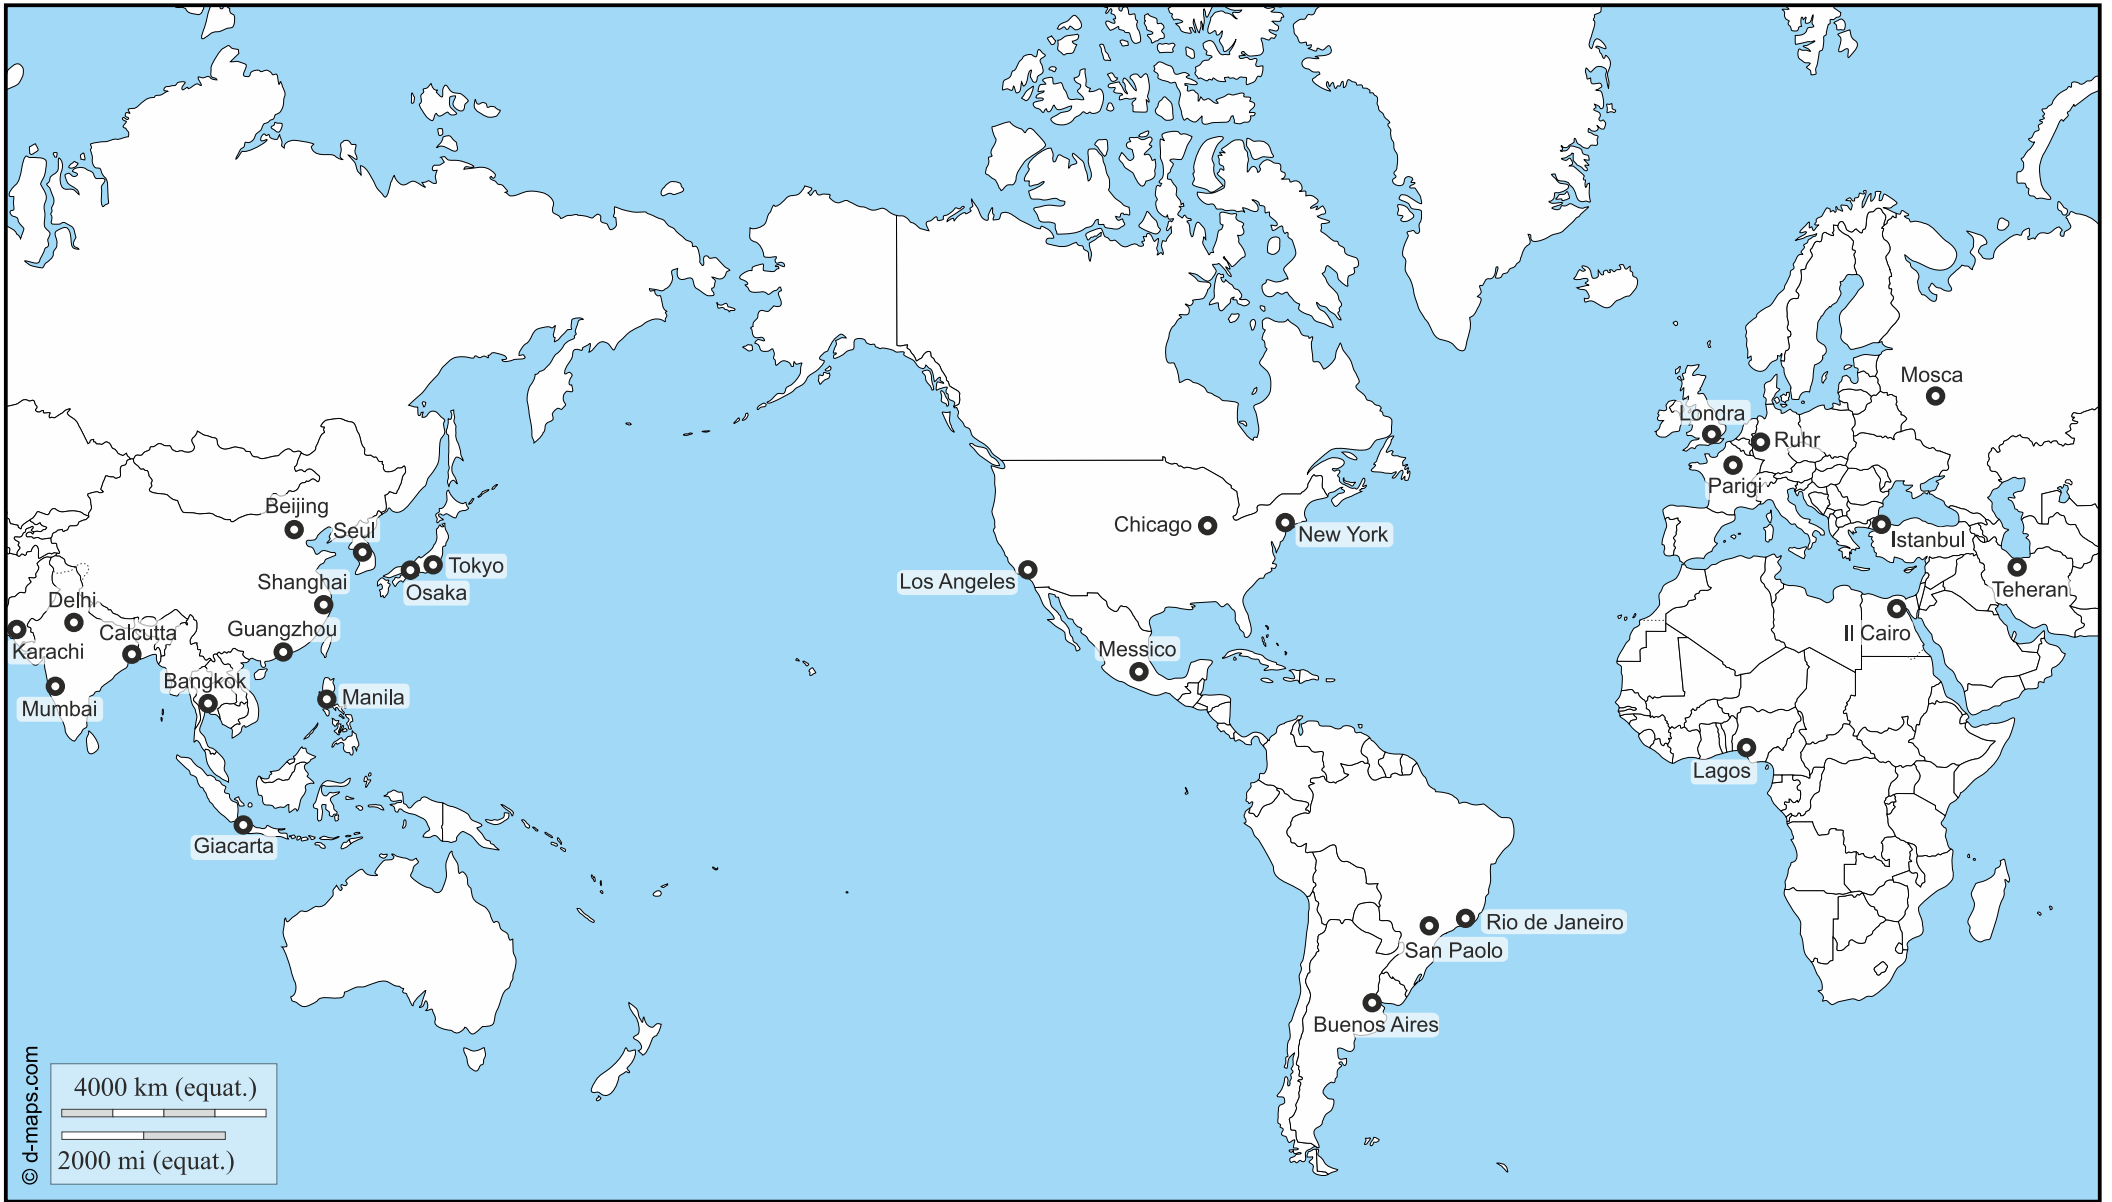 Mosca
Londra
Ruhr
Parigi
Beijing
Seul
Chicago
New York
Istanbul
Tokyo
Osaka
Shanghai
Los Angeles
Teheran
Delhi
Calcutta
Guangzhou
Il Cairo
Karachi
Messico
Bangkok
Manila
Mumbai
Lagos
Giacarta
Rio de Janeiro
San Paolo
Buenos Aires
© d-maps.com
4000 km (equat.)
2000 mi (equat.)